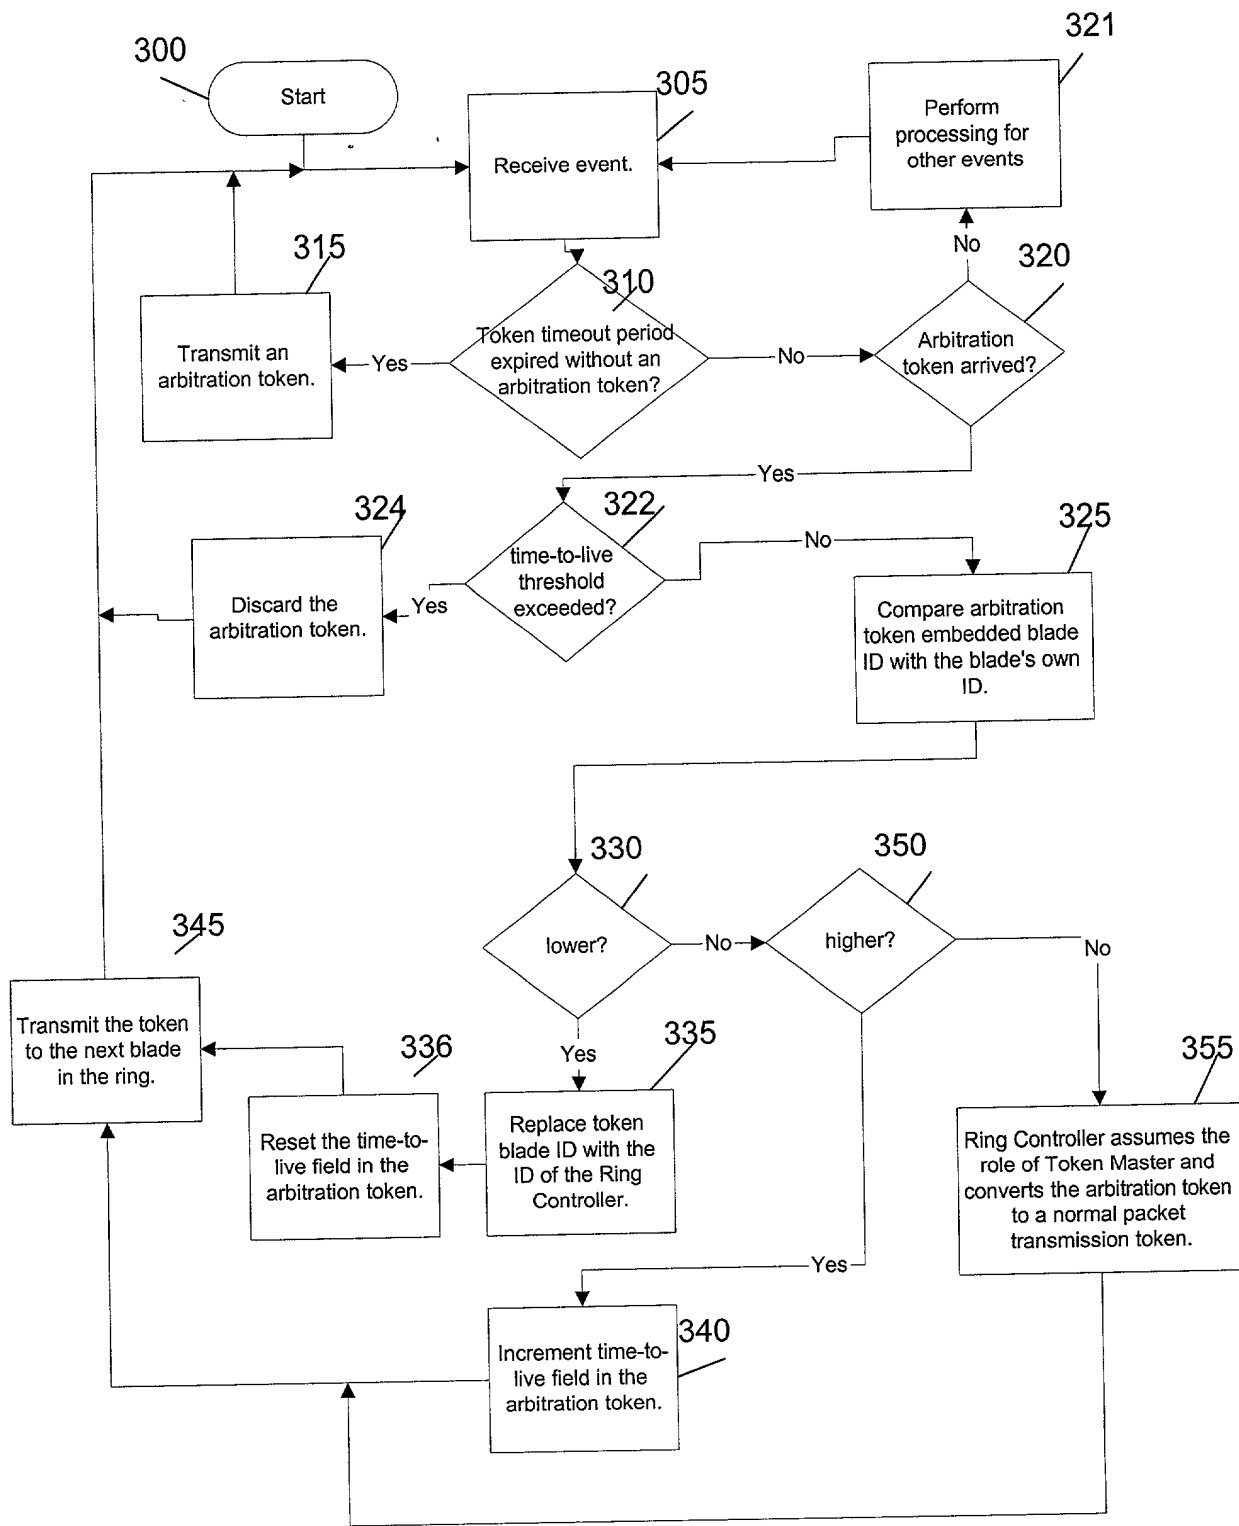 300
Start
305
Receive event.
321
Perform
processing for
other events
No
315
Transmit an
arbitration token.
Yes
310
Token timeout period
expired without an
arbitration token?
No
320
Arbitration
token arrived?
Yes
324
Discard the
arbitration token.
Yes
322
time-to-live
threshold
exceeded?
No
325
Compare arbitration
token embedded blade
ID with the blade's own
ID.
330
lower?
No
350
higher?
No
345
Transmit the token
to the next blade
in the ring.
336
Reset the time-to-
live field in the
arbitration token.
Yes
335
Replace token
blade ID with the
ID of the Ring
Controller.
355
Ring Controller assumes the
role of Token Master and
converts the arbitration token
to a normal packet
transmission token.
Yes
340
Increment time-to-
live field in the
arbitration token.